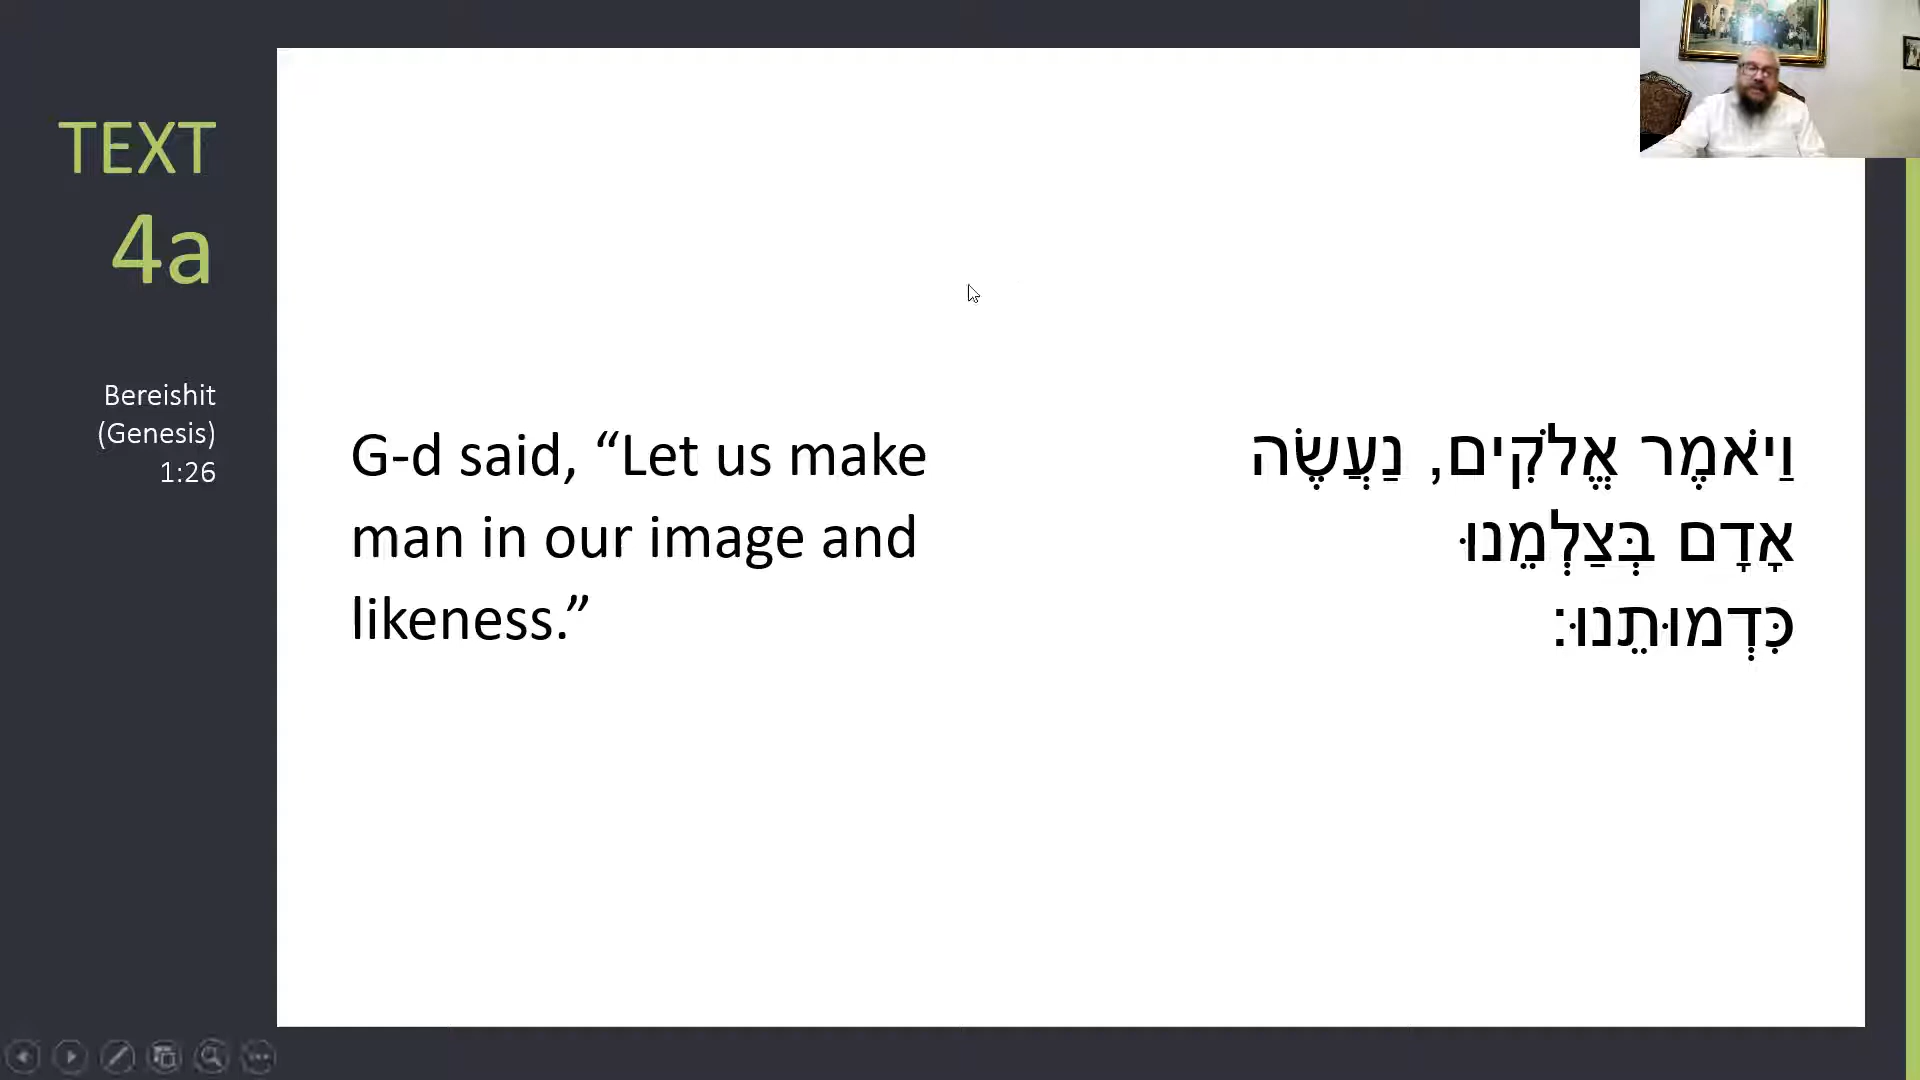 TEXT
4a
Bereishit
(Genesis)
1:26
G-d said, “Let us make
man in our image and
likeness.”
וַיֹּאמֶר אֱלֹקִים, נַעֲשֶׂה
אָדָם בְּצַלְמֵנוּ
כִּדְמוּתֵנוּ: